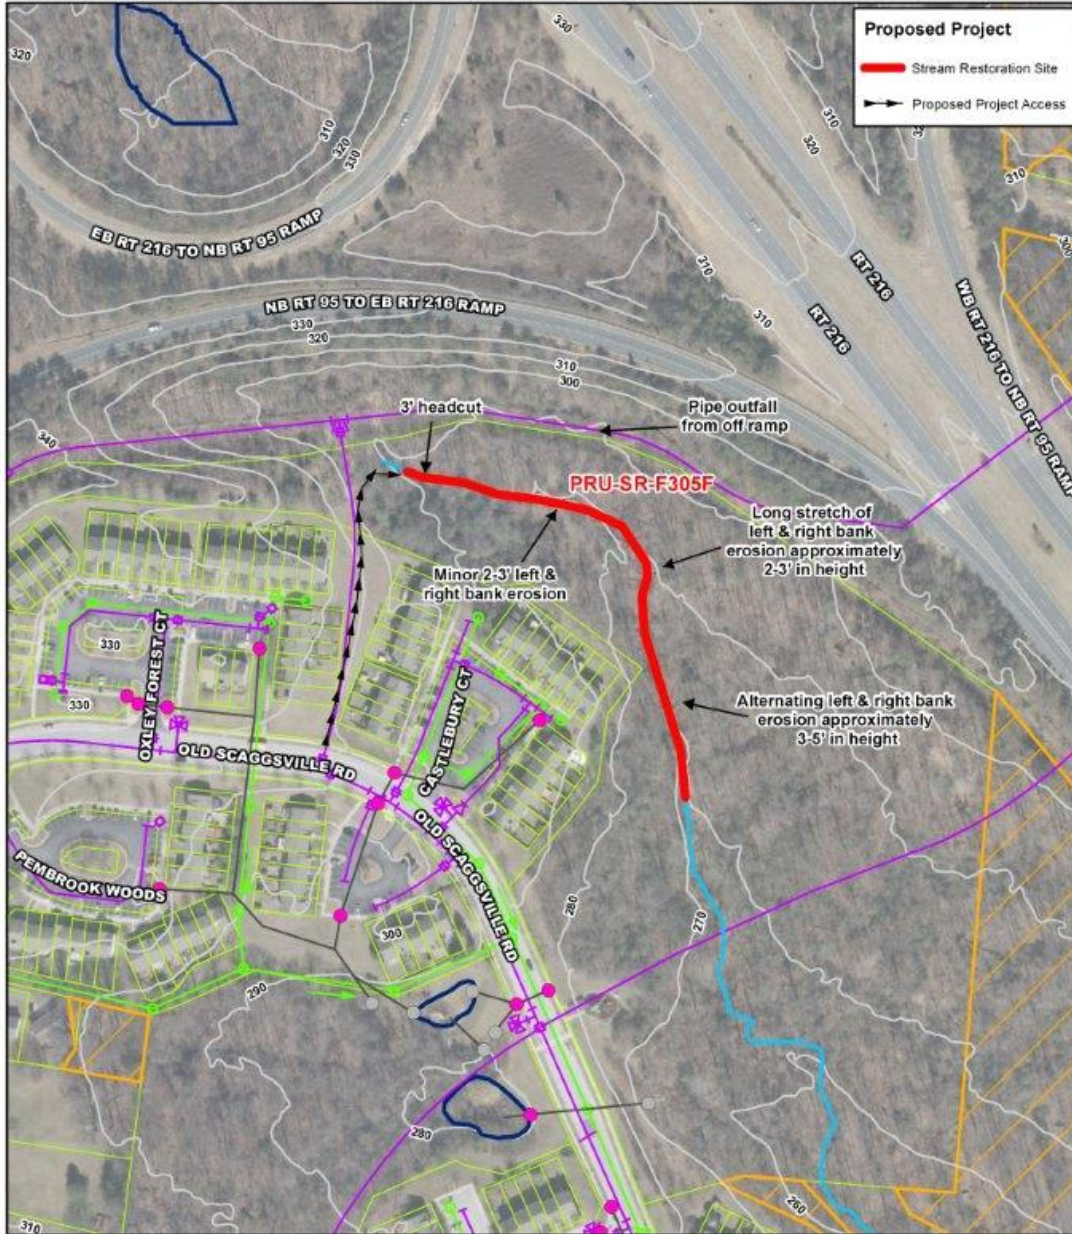 Proposed Project
Stream Restoration Site
Proposed Project Access
330
320
310
320
310
320
330
310
310
300
EB RT 216 TO NB RT 95 RAMP
RT 216
RT 216
WB RT 216 TO NB RT 95 RAMP
310
310
NB RT 95 TO EB RT 216 RAMP
330
320
310
300
340
3' headcut
Pipe outfall
from off ramp
PRU-SR-F305F
Long stretch of
left & right bank
erosion approximately
2-3' in height
Minor 2-3' left &
right bank erosion
330
330
OXLEY FOREST CT
OLD SCAGGSVILLE RD
CASTLEBURY CT
Alternating left & right bank
erosion approximately
3-5' in height
OLD SCAGGSVILLE RD
PEMBROOK WOODS
300
280
270
290
280
260
310